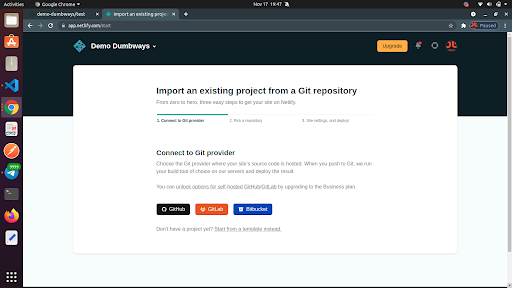 Activities
Google Chrome
Nov 17 19:47
demo-dumbways/test
Import an existing proje
app.netlify.com/start
Paused
Demo Dumbways
Upgrade
Import an existing project from a Git repository
From zero to hero, three easy steps to get your site on Netlify.
1. Connect to Git provider
2. Pick a repository
3. Site settings, and deploy!
Connect to Git provider
Choose the Git provider where your site's source code is hosted. When you push to Git, we run
your build tool of choice on our servers and deploy the result.
You can unlock options for self-hosted GitHub/GitLab by upgrading to the Business plan.
GitHub
GitLab
Bitbucket
Don't have a project yet? Start from a template instead.